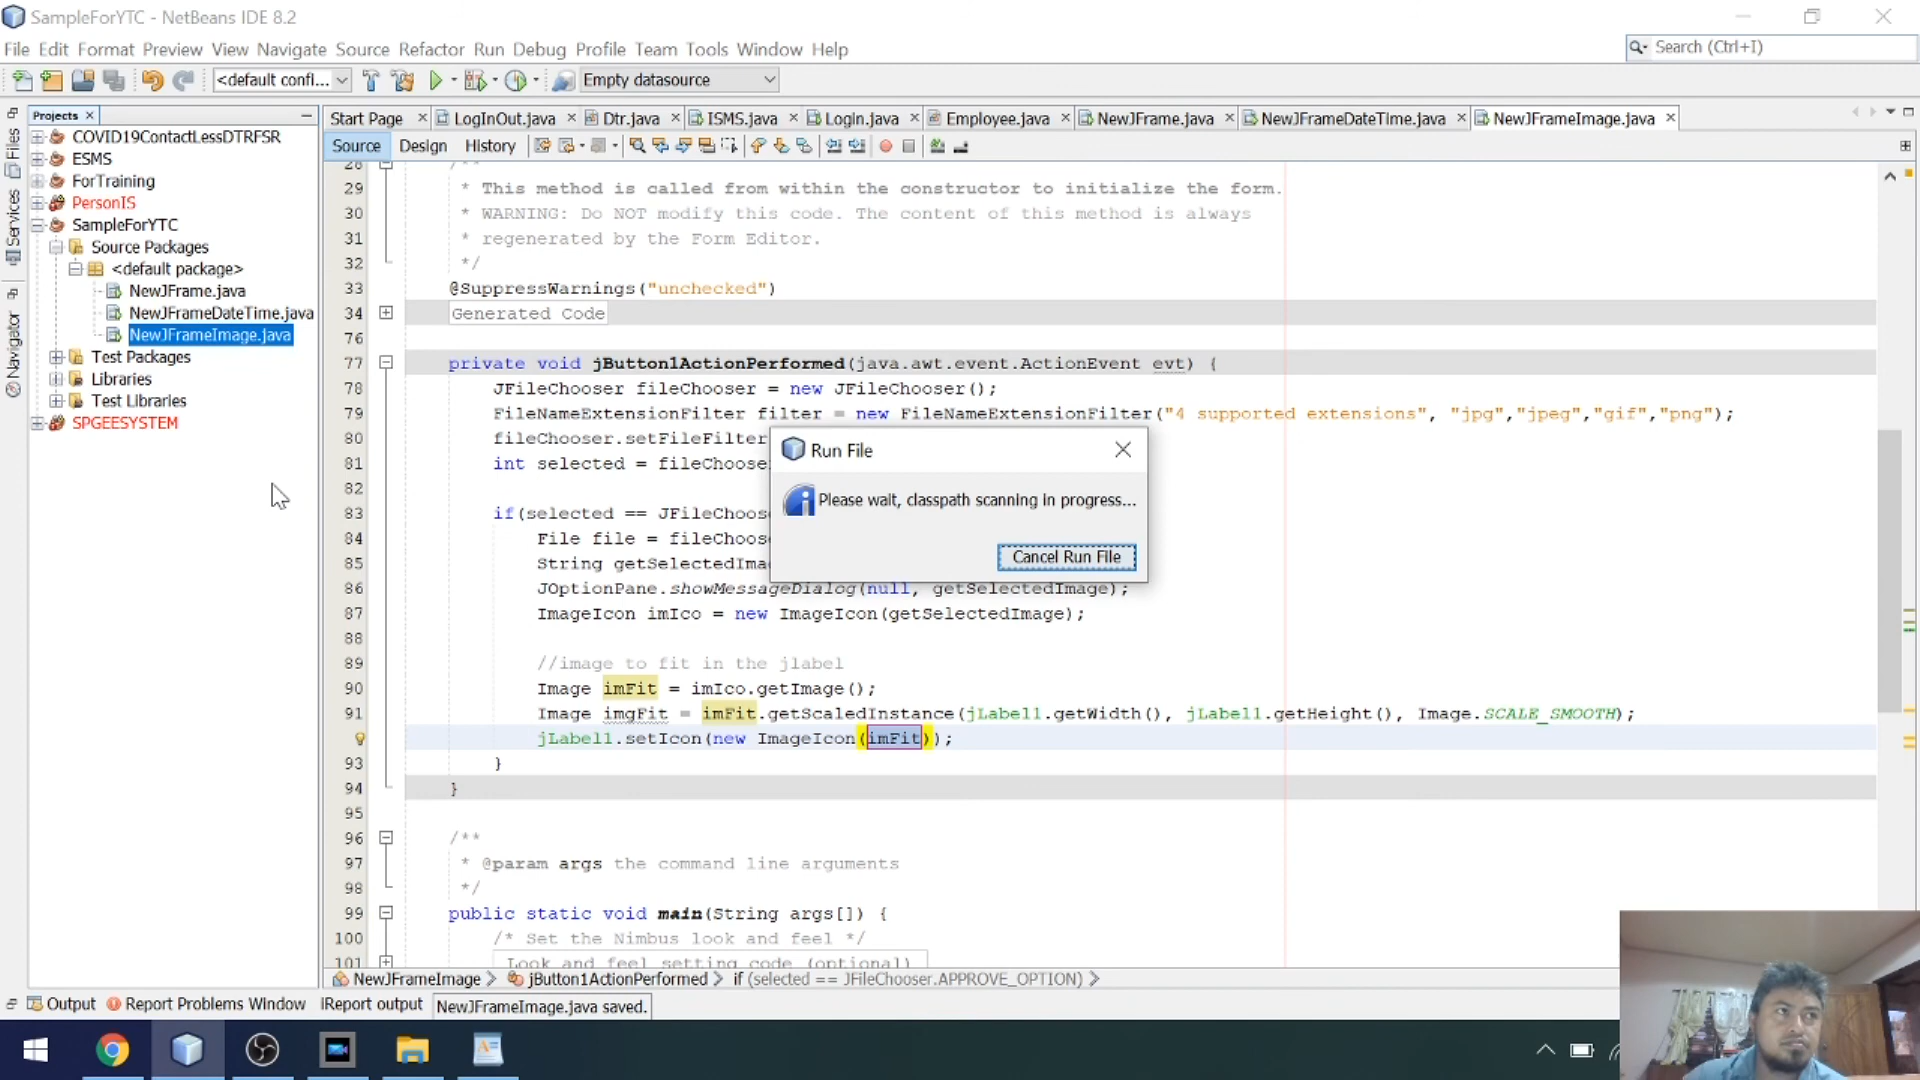 SampleForYTC - NetBeans IDE 8.2
File Edit Format Preview View Navigate Source Refactor Run Debug Profile Team Tools Window Help
Search (Ctrl+I)
<default confi...
Empty datasource
Projects
Files
Services
Navigator
COVID19ContactLessDTRFSR
ESMS
ForTraining
PersonIS
SampleForYTC
Source Packages
<default package>
NewJFrame.java
NewJFrameDateTime.java
NewJFrameImage.java
Test Packages
Libraries
Test Libraries
SPGEESYSTEM
Start Page LogInOut.java Dtr.java ISMS.java Login.java Employee.java NewJFrame.java NewJFrameDateTime.java NewJFrameImage.java
Source Design History
28 /**
29 * This method is called from within the constructor to initialize the form.
30 * WARNING: Do NOT modify this code. The content of this method is always
31 * regenerated by the Form Editor.
32 */
33 @SuppressWarnings("unchecked")
34 Generated Code
76
77 private void jButton1ActionPerformed(java.awt.event.ActionEvent evt) {
78 JFileChooser fileChooser = new JFileChooser();
79 FileNameExtensionFilter filter = new FileNameExtensionFilter("4 supported extensions", "jpg","jpeg","gif","png");
80 fileChooser.setFileFilter
81 int selected = fileChooser
82
83 if(selected == JFileChoos
84 File file = fileChoos
85 String getSelectedIma
86 JOptionPane.showMessageDialog(null, getSelectedImage);
87 ImageIcon imIco = new ImageIcon(getSelectedImage);
88
89 //image to fit in the jlabel
90 Image imFit = imIco.getImage();
91 Image imgFit = imFit.getScaledInstance(jLabel1.getWidth(), jLabel1.getHeight(), Image.SCALE_SMOOTH);
jLabel1.setIcon(new ImageIcon(imFit));
93 }
94 }
95
96 /**
97 * @param args the command line arguments
98 */
99 public static void main(String args[]) {
100 /* Set the Nimbus look and feel */
101 Look and feel setting code (optional)
Run File
Please wait, classpath scanning in progress...
Cancel Run File
NewJFrameImage jButton1ActionPerformed if (selected == JFileChooser.APPROVE_OPTION)
Output Report Problems Window iReport output NewJFrameImage.java saved.